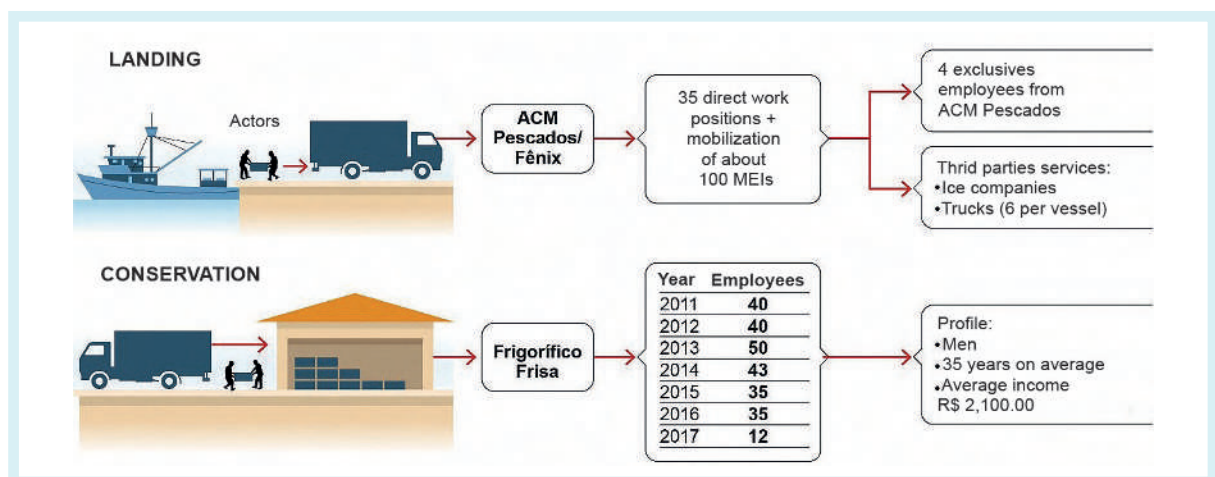 LANDING
Actors
ACM
Pescados/
Fênix
35 direct work
positions +
mobilization
of about
100 MEIs
4 exclusives
employees from
ACM Pescados
Thrid parties services:
•Ice companies
•Trucks (6 per vessel)
CONSERVATION
Frigorífico
Frisa
Year Employees
2011 40
2012 40
2013 50
2014 43
2015 35
2016 35
2017 12
Profile:
•Men
•35 years on average
•Average income
R$ 2,100.00